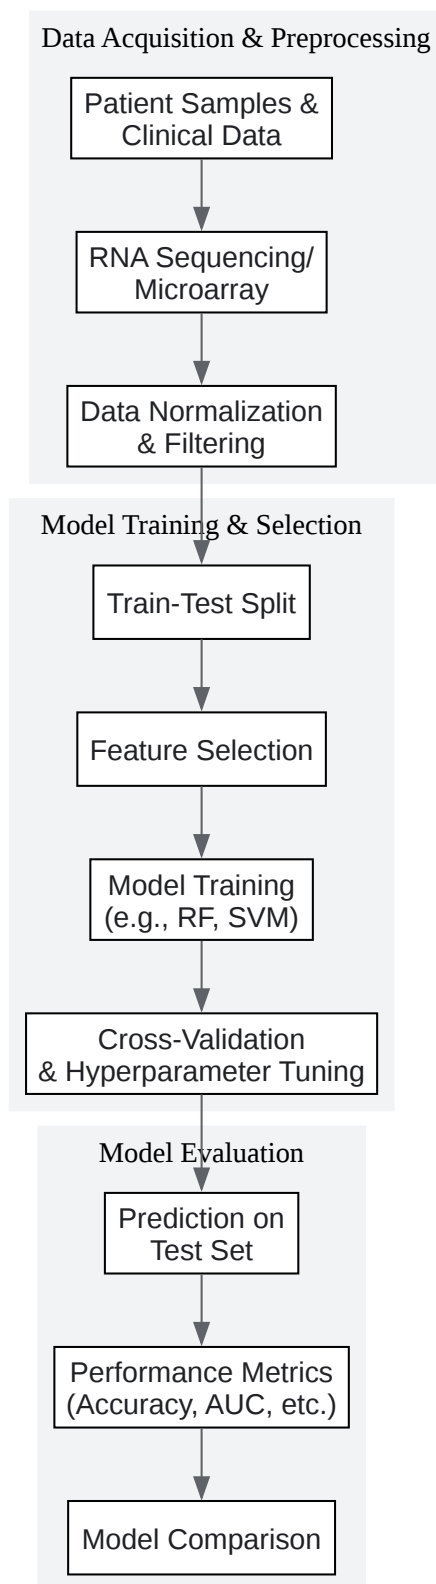 Data Acquisition & Preprocessing
Patient Samples &
Clinical Data
RNA Sequencing/
Microarray
Data Normalization
& Filtering
Model Training & Selection
Train-Test Split
Feature Selection
Model Training
(e.g., RF, SVM)
Cross-Validation
& Hyperparameter Tuning
Model Evaluation
Prediction on
Test Set
Performance Metrics
(Accuracy, AUC, etc.)
Model Comparison